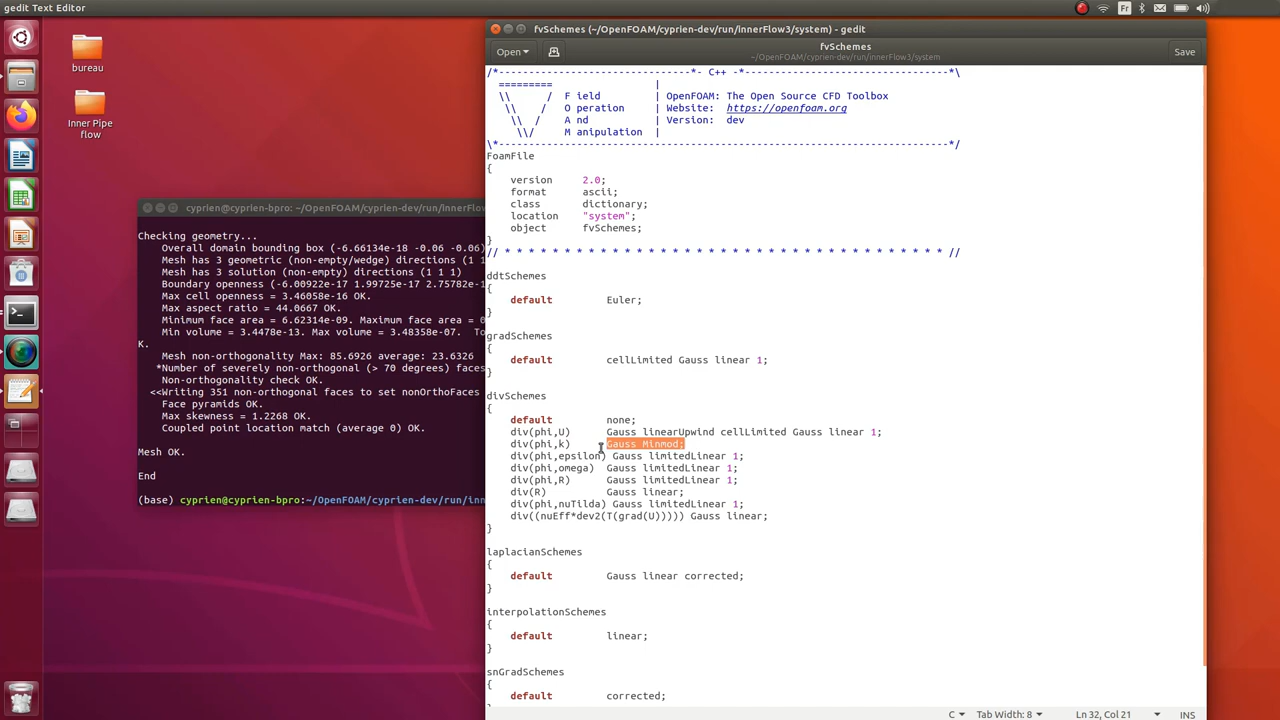 gedit Text Editor
Fr
bureau
Inner Pipe
flow
cyprien@cyprien-bpro: ~/OpenFOAM/cyprien-dev/run/innerFlow
Checking geometry...
Overall domain bounding box (-6.66134e-18 -0.06 -0.06)
Mesh has 3 geometric (non-empty/wedge) directions (1 1
Mesh has 3 solution (non-empty) directions (1 1 1)
Boundary openness (-6.00922e-17 1.99725e-17 2.75782e-1
Max cell openness = 3.46058e-16 OK.
Max aspect ratio = 44.0667 OK.
Minimum face area = 6.62314e-09. Maximum face area = 0
Min volume = 3.4478e-13. Max volume = 3.48358e-07.  To
K.
Mesh non-orthogonality Max: 85.6926 average: 23.6326
*Number of severely non-orthogonal (> 70 degrees) faces
Non-orthogonality check OK.
<<Writing 351 non-orthogonal faces to set nonOrthoFaces
Face pyramids OK.
Max skewness = 1.2268 OK.
Coupled point location match (average 0) OK.
Mesh OK.
End
(base) cyprien@cyprien-bpro:~/OpenFOAM/cyprien-dev/run/inn
fvSchemes (~/OpenFOAM/cyprien-dev/run/innerFlow3/system) - gedit
Open
fvSchemes
~/OpenFOAM/cyprien-dev/run/innerFlow3/system
Save
/*--------------------------------*- C++ -*----------------------------------*\
  =========                 |
  \\      /  F ield         | OpenFOAM: The Open Source CFD Toolbox
   \\    /   O peration     | Website:  https://openfoam.org
    \\  /    A nd           | Version:  dev
     \\/     M anipulation  |
\*---------------------------------------------------------------------------*/
FoamFile
{
    version     2.0;
    format      ascii;
    class       dictionary;
    location    "system";
    object      fvSchemes;
}
// * * * * * * * * * * * * * * * * * * * * * * * * * * * * * * * * * * * * * //
ddtSchemes
{
    default         Euler;
}
gradSchemes
{
    default         cellLimited Gauss linear 1;
}
divSchemes
{
    default         none;
    div(phi,U)      Gauss linearUpwind cellLimited Gauss linear 1;
    div(phi,k)      Gauss Minmod;
    div(phi,epsilon) Gauss limitedLinear 1;
    div(phi,omega)  Gauss limitedLinear 1;
    div(phi,R)      Gauss limitedLinear 1;
    div(R)          Gauss linear;
    div(phi,nuTilda) Gauss limitedLinear 1;
    div((nuEff*dev2(T(grad(U))))) Gauss linear;
}
laplacianSchemes
{
    default         Gauss linear corrected;
}
interpolationSchemes
{
    default         linear;
}
snGradSchemes
{
    default         corrected;
C
Tab Width: 8
Ln 32, Col 21
INS